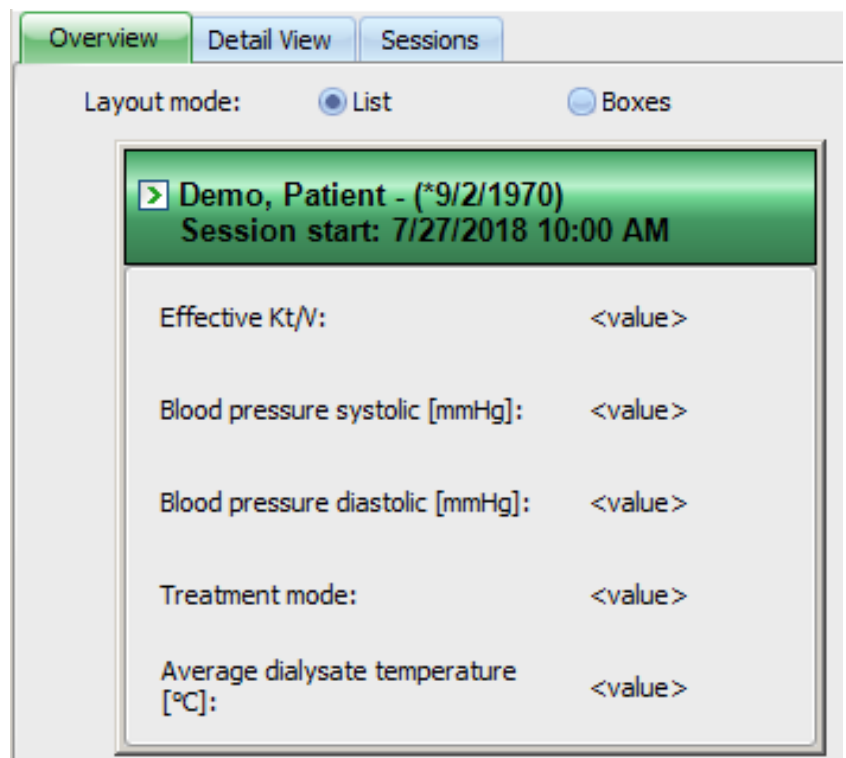 Overview Detail View Sessions
Layout mode: List Boxes
Demo, Patient - (*9/2/1970)
Session start: 7/27/2018 10:00 AM
Effective Kt/V: <value>
Blood pressure systolic [mmHg]: <value>
Blood pressure diastolic [mmHg]: <value>
Treatment mode: <value>
Average dialysate temperature
[°C]: <value>